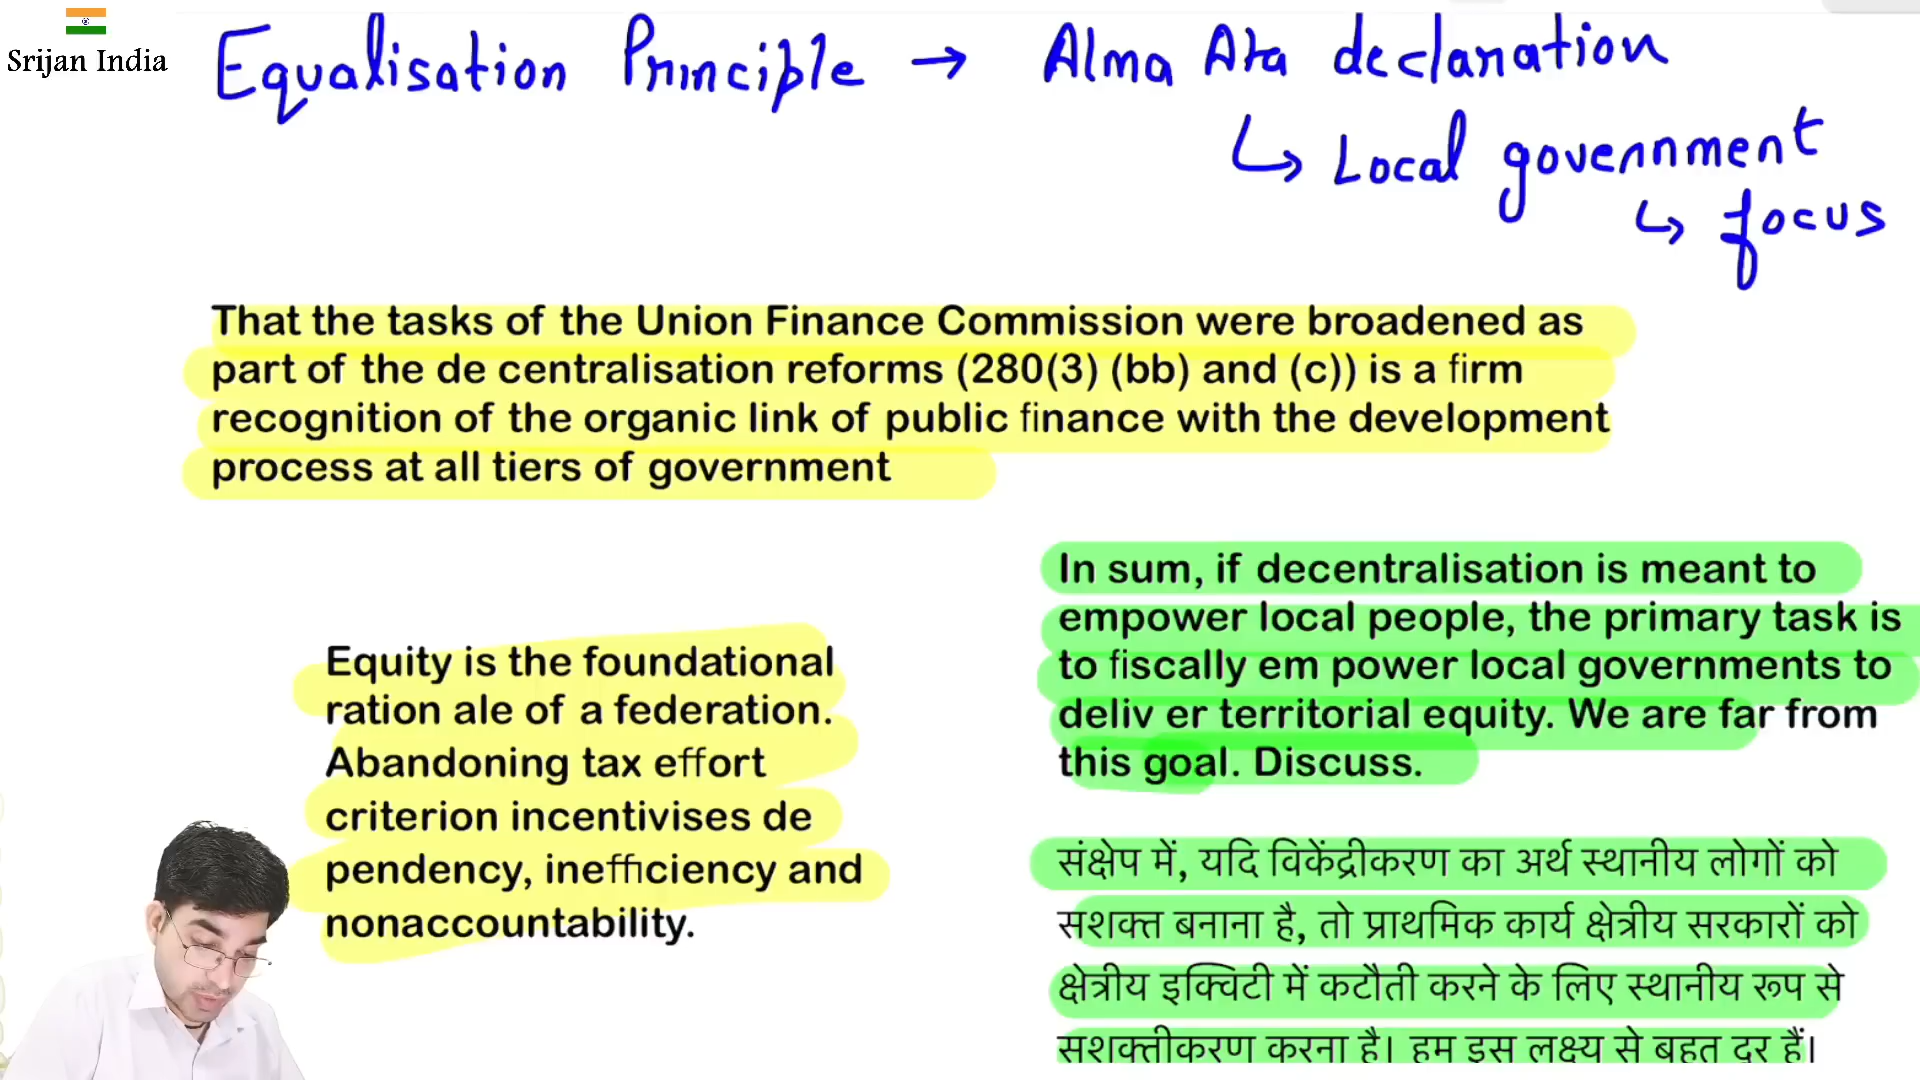 Srijan India
Equalisation Principle → Alma Ata declaration
↳ Local government
↳ focus
That the tasks of the Union Finance Commission were broadened as
part of the de centralisation reforms (280(3) (bb) and (c)) is a firm
recognition of the organic link of public finance with the development
process at all tiers of government
Equity is the foundational
ration ale of a federation.
Abandoning tax effort
criterion incentivises de
pendency, inefficiency and
nonaccountability.
In sum, if decentralisation is meant to
empower local people, the primary task is
to fiscally em power local governments to
deliv er territorial equity. We are far from
this goal. Discuss.
संक्षेप में, यदि विकेंद्रीकरण का अर्थ स्थानीय लोगों को
सशक्त बनाना है, तो प्राथमिक कार्य क्षेत्रीय सरकारों को
क्षेत्रीय इक्विटी में कटौती करने के लिए स्थानीय रूप से
सशक्तीकरण करना है। हम इस लक्ष्य से बहुत दूर हैं।